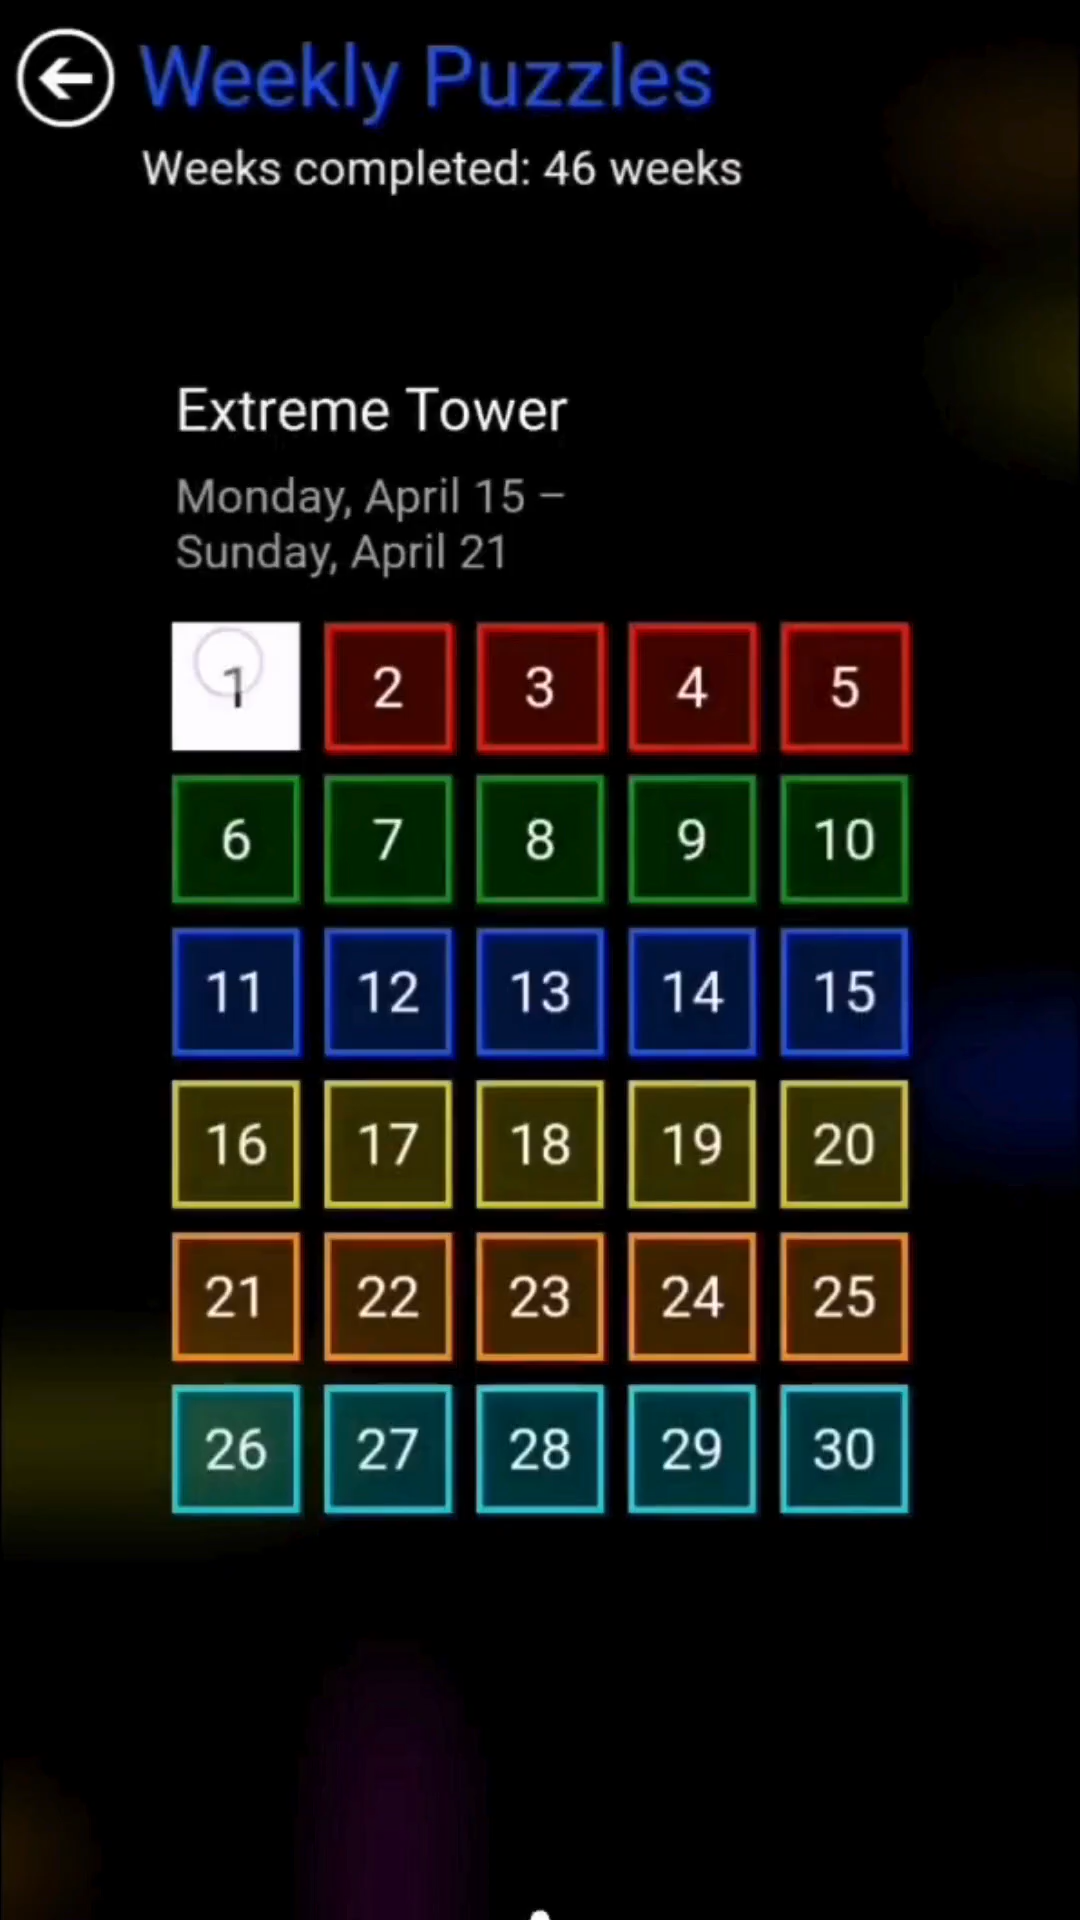 Weekly Puzzles
Weeks completed: 46 weeks
Extreme Tower
Monday, April 15 –
Sunday, April 21
1 2 3 4 5
6 7 8 9 10
11 12 13 14 15
16 17 18 19 20
21 22 23 24 25
26 27 28 29 30